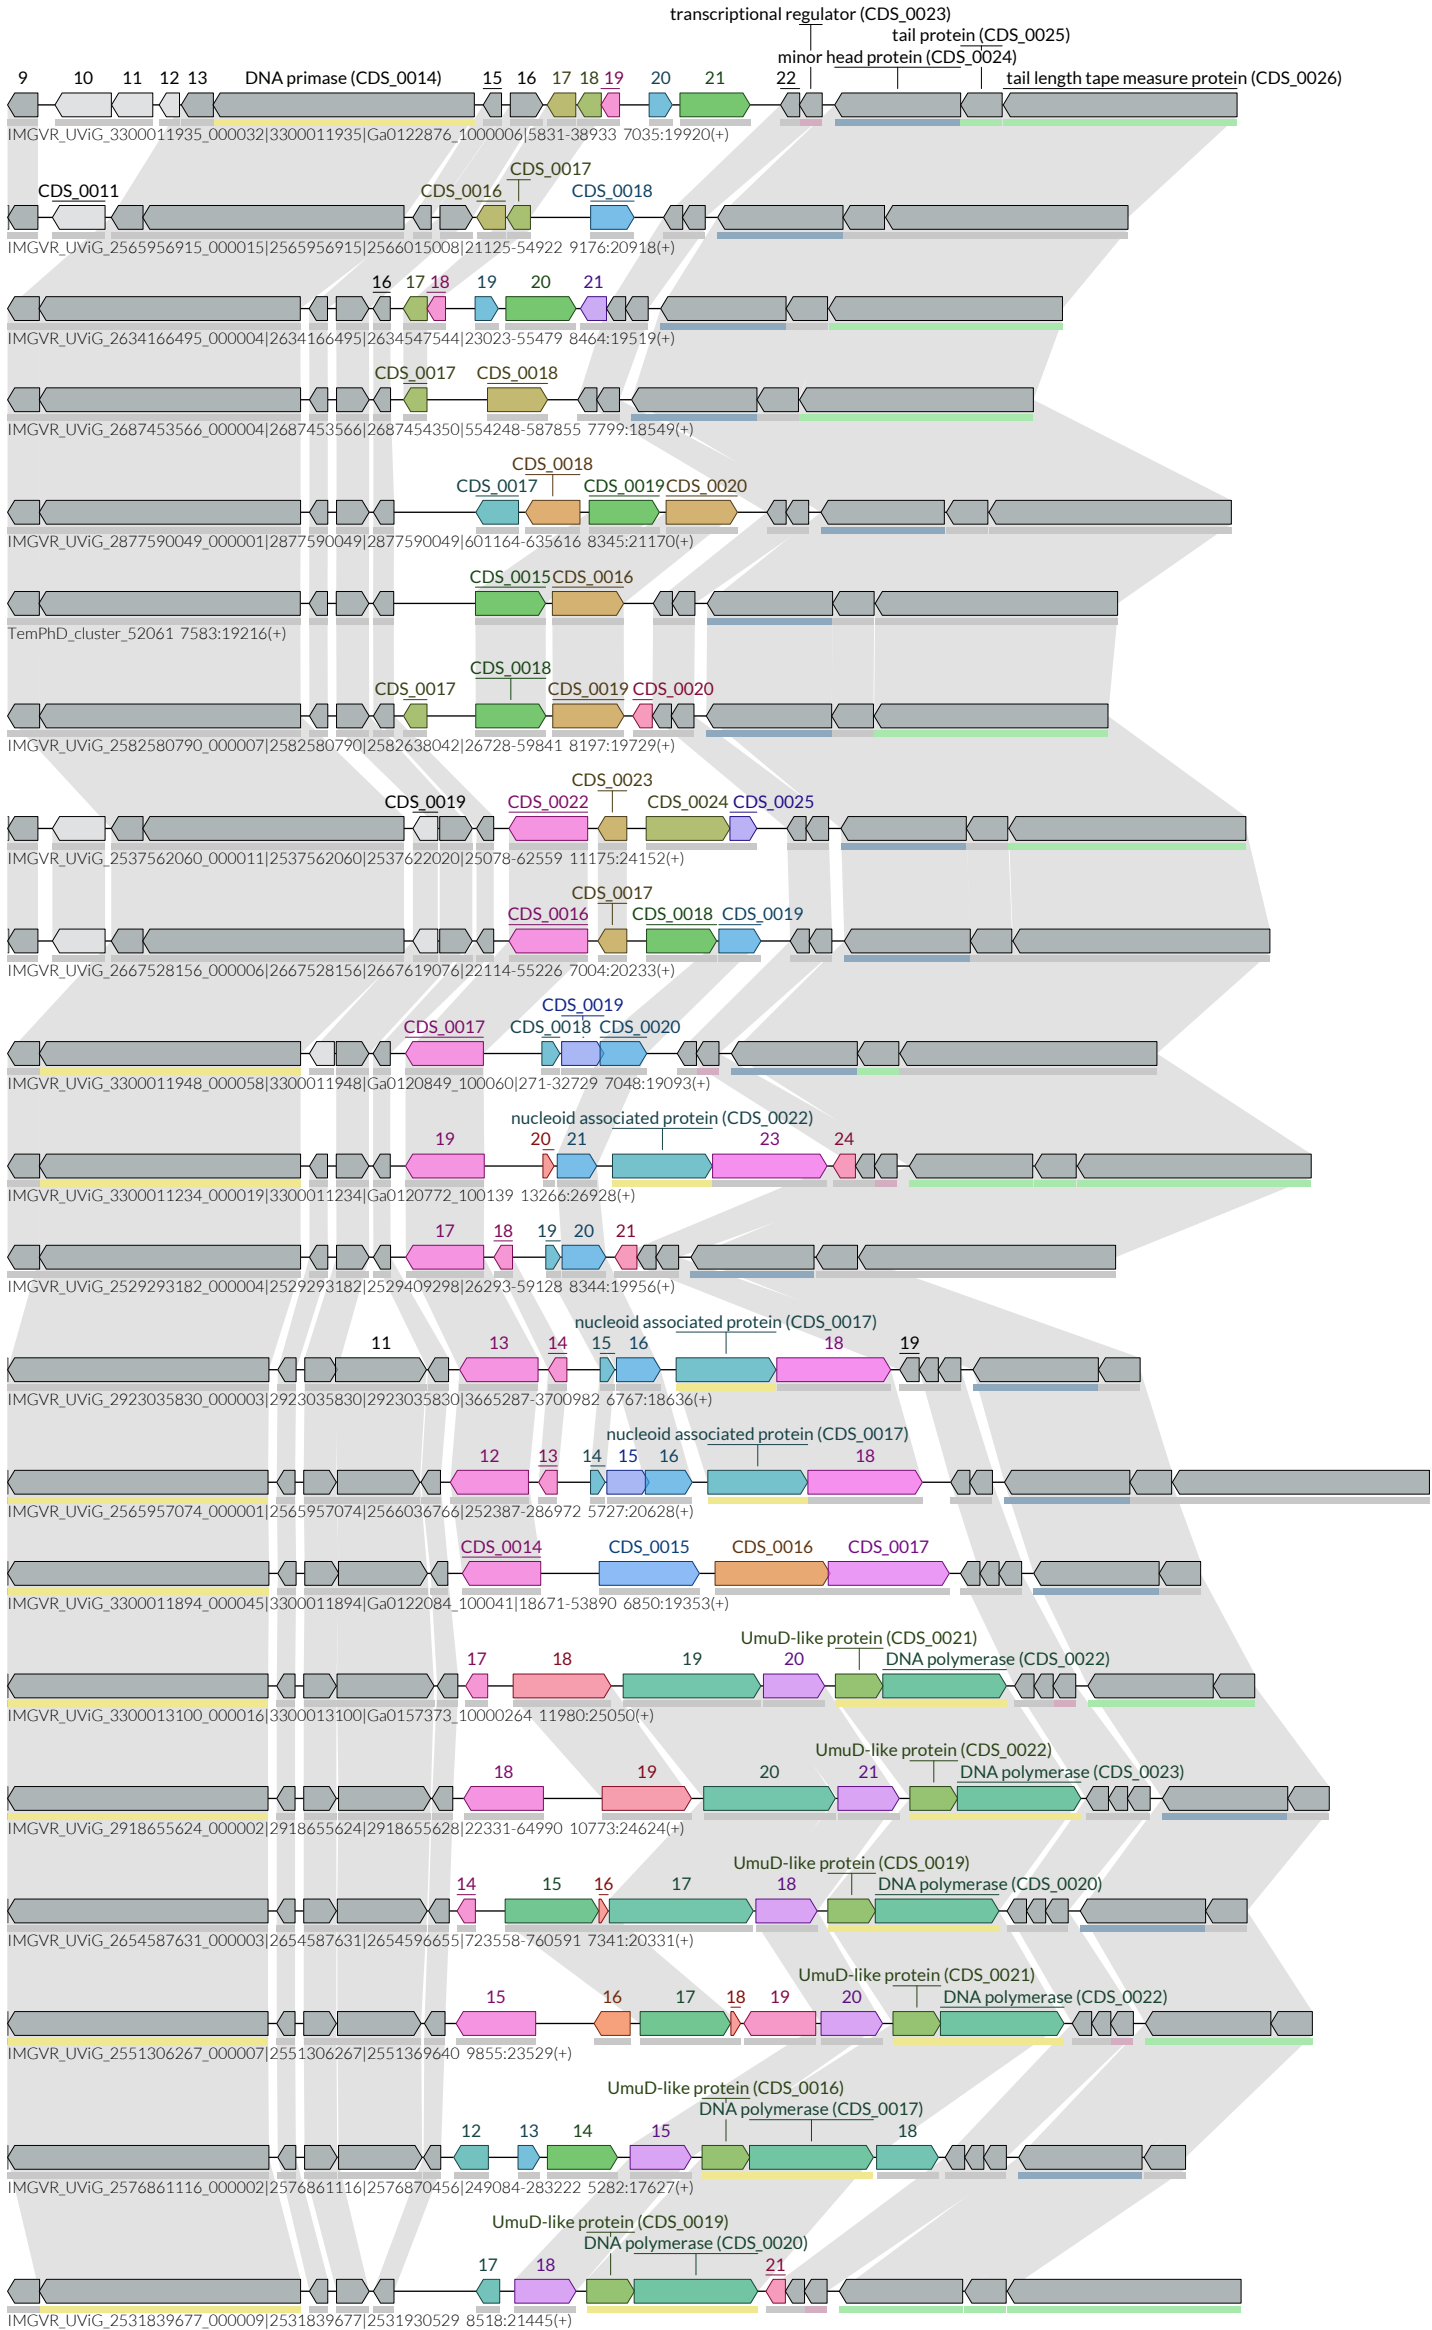 transcriptional regulator (CDS_0023)
tail protein (CDS_0025)
minor head protein (CDS_0024)
9 10 11 12 13 DNA primase (CDS_0014) 15 16 17 18 19 20 21 22 tail length tape measure protein (CDS_0026)
IMGVR_UViG_3300011935_000032|3300011935|Ga0122876_1000006|5831-38933 7035:19920(+)
CDS_0017
CDS_0011 CDS_0016 CDS_0018
IMGVR_UViG_2565956915_000015|2565956915|2566015008|21125-54922 9176:20918(+)
16 17 18 19 20 21
IMGVR_UViG_2634166495_000004|2634166495|2634547544|23023-55479 8464:19519(+)
CDS_0017 CDS_0018
IMGVR_UViG_2687453566_000004|2687453566|2687454350|554248-587855 7799:18549(+)
CDS_0018
CDS_0017 CDS_0019 CDS_0020
IMGVR_UViG_2877590049_000001|2877590049|2877590049|601164-635616 8345:21170(+)
CDS_0015 CDS_0016
TemPhD_cluster_52061 7583:19216(+)
CDS_0018
CDS_0017 CDS_0019 CDS_0020
IMGVR_UViG_2582580790_000007|2582580790|2582638042|26728-59841 8197:19729(+)
CDS_0023
CDS_0019 CDS_0022 CDS_0024 CDS_0025
IMGVR_UViG_2537562060_000011|2537562060|2537622020|25078-62559 11175:24152(+)
CDS_0017
CDS_0016 CDS_0018 CDS_0019
IMGVR_UViG_2667528156_000006|2667528156|2667619076|22114-55226 7004:20233(+)
CDS_0019
CDS_0017 CDS_0018 CDS_0020
IMGVR_UViG_3300011948_000058|3300011948|Ga0120849_100060|271-32729 7048:19093(+)
nucleoid associated protein (CDS_0022)
19 20 21 23 24
IMGVR_UViG_3300011234_000019|3300011234|Ga0120772_100139 13266:26928(+)
17 18 19 20 21
IMGVR_UViG_2529293182_000004|2529293182|2529409298|26293-59128 8344:19956(+)
nucleoid associated protein (CDS_0017)
11 13 14 15 16 18 19
IMGVR_UViG_2923035830_000003|2923035830|2923035830|3665287-3700982 6767:18636(+)
nucleoid associated protein (CDS_0017)
12 13 14 15 16 18
IMGVR_UViG_2565957074_000001|2565957074|2566036766|252387-286972 5727:20628(+)
CDS_0014 CDS_0015 CDS_0016 CDS_0017
IMGVR_UViG_3300011894_000045|3300011894|Ga0122084_100041|18671-53890 6850:19353(+)
UmuD-like protein (CDS_0021)
17 18 19 20 DNA polymerase (CDS_0022)
IMGVR_UViG_3300013100_000016|3300013100|Ga0157373_10000264 11980:25050(+)
UmuD-like protein (CDS_0022)
18 19 20 21 DNA polymerase (CDS_0023)
IMGVR_UViG_2918655624_000002|2918655624|2918655628|22331-64990 10773:24624(+)
UmuD-like protein (CDS_0019)
14 15 16 17 18 DNA polymerase (CDS_0020)
IMGVR_UViG_2654587631_000003|2654587631|2654596655|723558-760591 7341:20331(+)
UmuD-like protein (CDS_0021)
15 16 17 18 19 20 DNA polymerase (CDS_0022)
IMGVR_UViG_2551306267_000007|2551306267|2551369640 9855:23529(+)
UmuD-like protein (CDS_0016)
DNA polymerase (CDS_0017)
12 13 14 15 18
IMGVR_UViG_2576861116_000002|2576861116|2576870456|249084-283222 5282:17627(+)
UmuD-like protein (CDS_0019)
DNA polymerase (CDS_0020)
17 18 21
IMGVR_UViG_2531839677_000009|2531839677|2531930529 8518:21445(+)